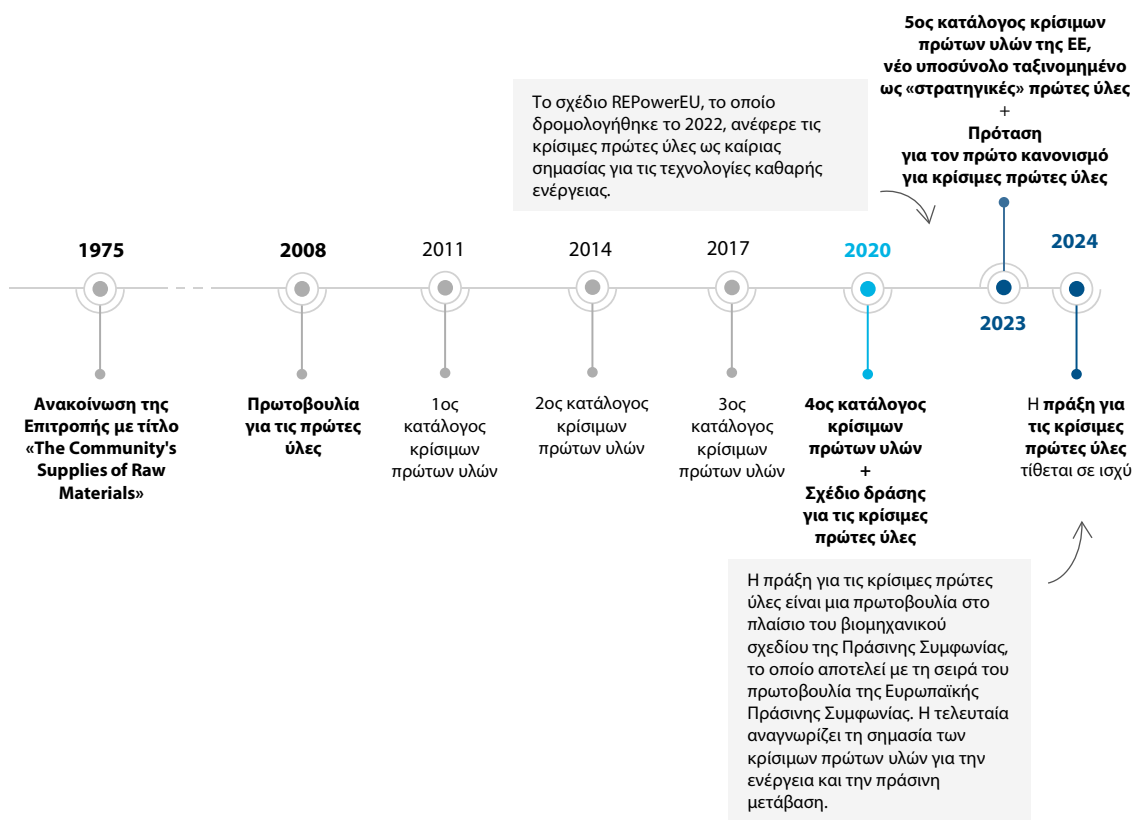 5ος κατάλογος κρίσιμων
πρώτων υλών της ΕΕ,
νέο υποσύνολο ταξινομημένο
ως «στρατηγικές» πρώτες ύλες
+
Πρόταση
για τον πρώτο κανονισμό
για κρίσιμες πρώτες ύλες
Το σχέδιο REPowerEU, το οποίο
δρομολογήθηκε το 2022, ανέφερε τις
κρίσιμες πρώτες ύλες ως καίριας
σημασίας για τις τεχνολογίες καθαρής
ενέργειας.
1975
2008
2011
2014
2017
2020
2023
2024
Ανακοίνωση της
Επιτροπής με τίτλο
«The Community's
Supplies of Raw
Materials»
Πρωτοβουλία
για τις πρώτες
ύλες
1ος
κατάλογος
κρίσιμων
πρώτων υλών
2ος κατάλογος
κρίσιμων
πρώτων υλών
3ος
κατάλογος
κρίσιμων
πρώτων υλών
4ος κατάλογος
κρίσιμων
πρώτων υλών
+
Σχέδιο δράσης
για τις κρίσιμες
πρώτες ύλες
Η πράξη για
τις κρίσιμες
πρώτες ύλες
τίθεται σε ισχύ
Η πράξη για τις κρίσιμες πρώτες
ύλες είναι μια πρωτοβουλία στο
πλαίσιο του βιομηχανικού
σχεδίου της Πράσινης Συμφωνίας,
το οποίο αποτελεί με τη σειρά του
πρωτοβουλία της Ευρωπαϊκής
Πράσινης Συμφωνίας. Η τελευταία
αναγνωρίζει τη σημασία των
κρίσιμων πρώτων υλών για την
ενέργεια και την πράσινη
μετάβαση.